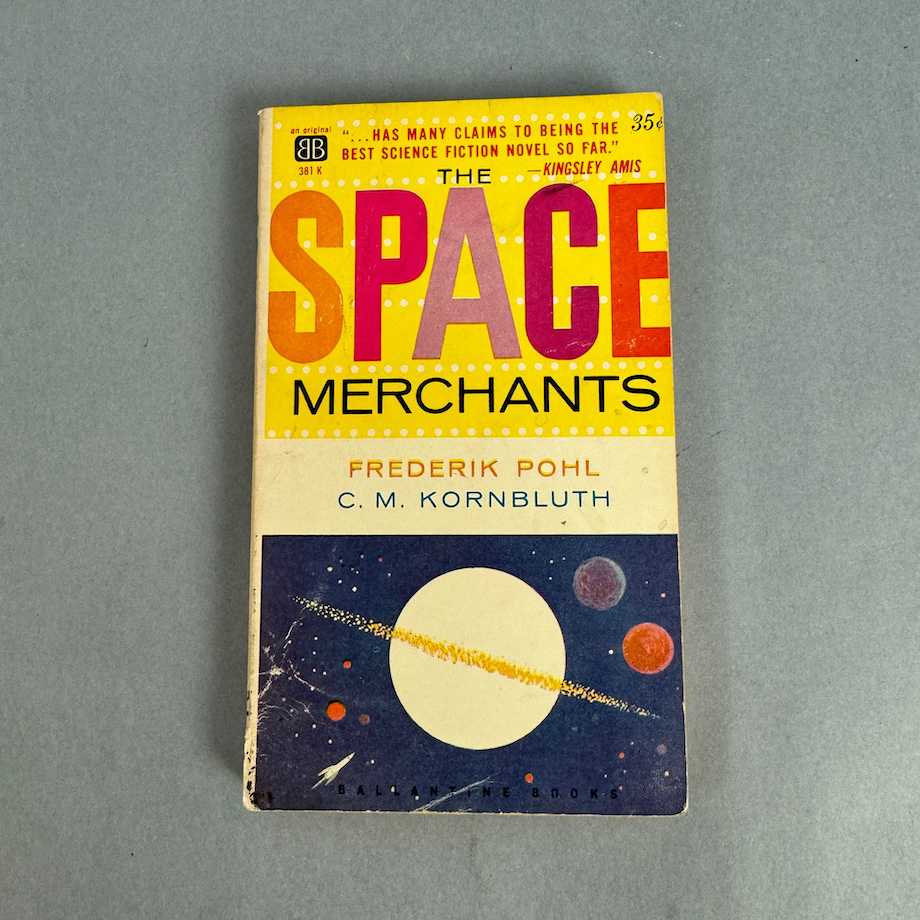 an original
BB
381 K
"...HAS MANY CLAIMS TO BEING THE
BEST SCIENCE FICTION NOVEL SO FAR."
—KINGSLEY AMIS
35¢
THE
SPACE
MERCHANTS
FREDERIK POHL
C. M. KORNBLUTH
BALLANTINE BOOKS